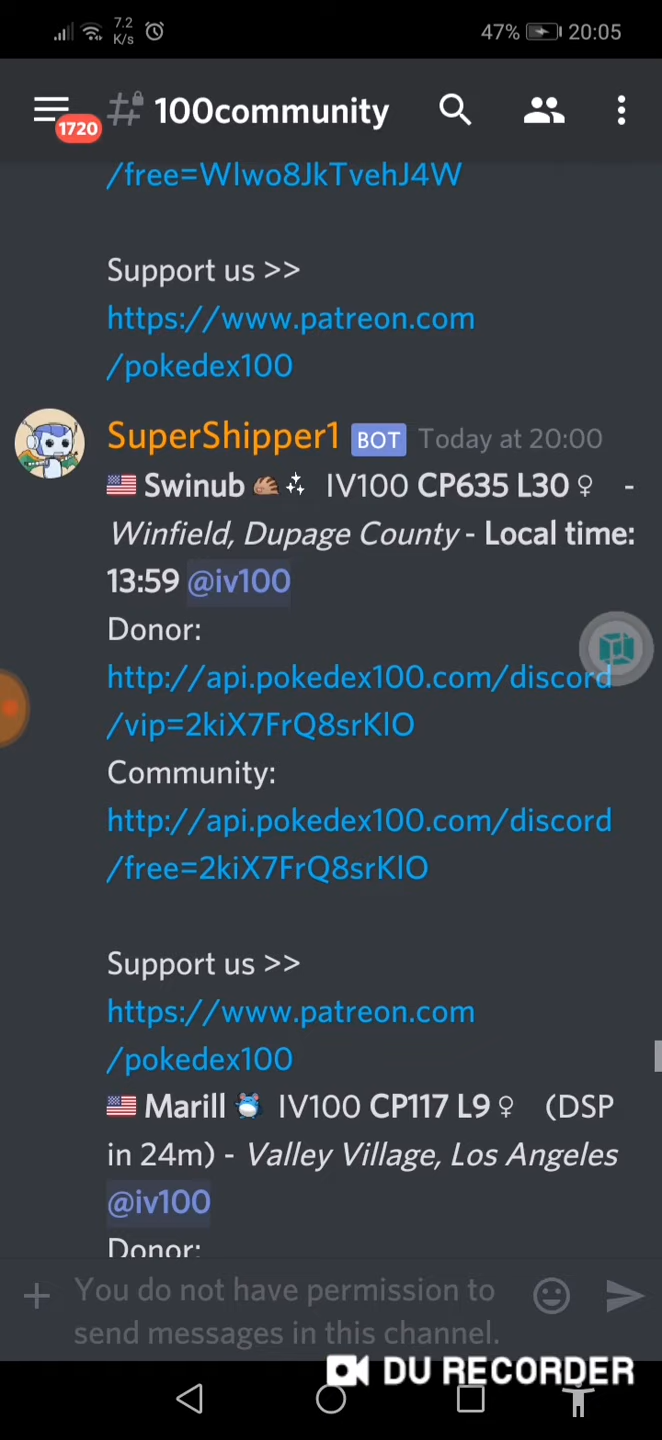 7.2
K/s
47%
20:05
1720
100community
/free=Wlwo8JkTvehJ4W
Support us >>
https://www.patreon.com
/pokedex100
SuperShipper1 BOT Today at 20:00
Swinub IV100 CP635 L30♀ -
Winfield, Dupage County - Local time:
13:59 @iv100
Donor:
http://api.pokedex100.com/discord
/vip=2kiX7FrQ8srKlO
Community:
http://api.pokedex100.com/discord
/free=2kiX7FrQ8srKlO
Support us >>
https://www.patreon.com
/pokedex100
Marill IV100 CP117 L9♀ (DSP
in 24m) - Valley Village, Los Angeles
@iv100
Donor:
You do not have permission to
send messages in this channel.
DU RECORDER